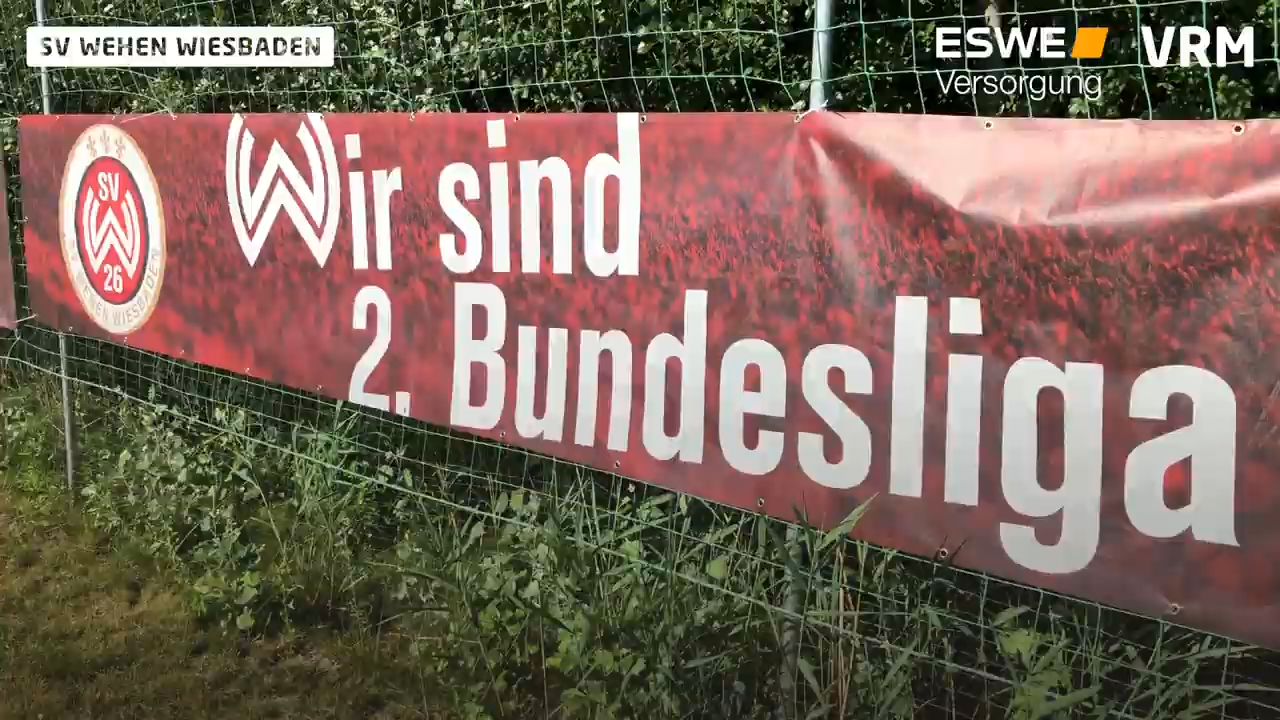 SV WEHEN WIESBADEN
ESWE
Versorgung
VRM
SV
26
WEHEN WIESBADEN
Wir sind
2. Bundesliga